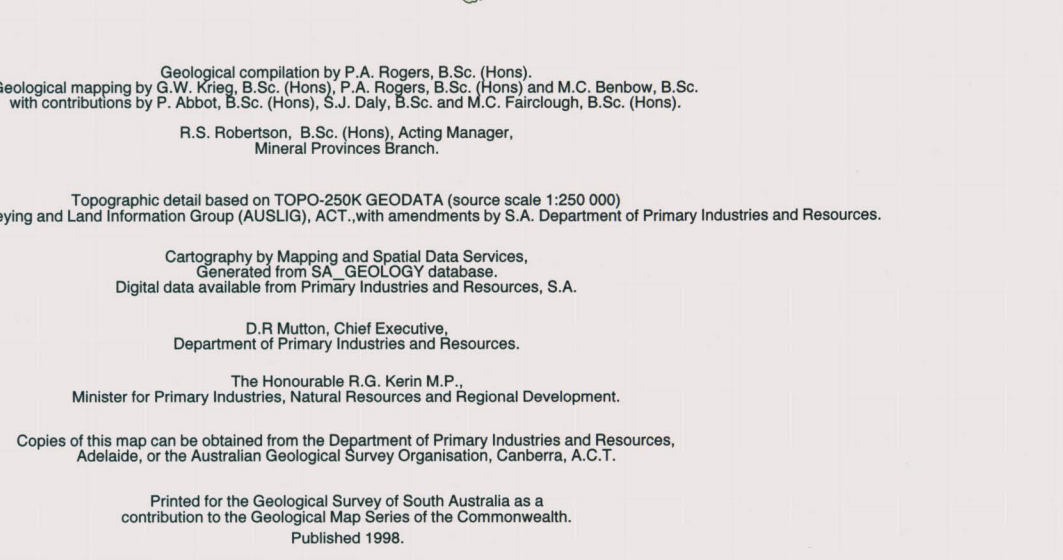 Geological compilation by P.A. Rogers, B.Sc. (Hons).
Geological mapping by G.W. Krieg, B.Sc. (Hons), P.A. Rogers, B.Sc. (Hons) and M.C. Benbow, B.Sc.
with contributions by P. Abbot, B.Sc. (Hons), S.J. Daly, B.Sc. and M.C. Fairclough, B.Sc. (Hons).
R.S. Robertson, B.Sc. (Hons), Acting Manager,
Mineral Provinces Branch.
Topographic detail based on TOPO-250K GEODATA (source scale 1:250 000)
eying and Land Information Group (AUSLIG), ACT.,with amendments by S.A. Department of Primary Industries and Resources.
Cartography by Mapping and Spatial Data Services,
Generated from SA_GEOLOGY database.
Digital data available from Primary Industries and Resources, S.A.
D.R Mutton, Chief Executive,
Department of Primary Industries and Resources.
The Honourable R.G. Kerin M.P.,
Minister for Primary Industries, Natural Resources and Regional Development.
Copies of this map can be obtained from the Department of Primary Industries and Resources,
Adelaide, or the Australian Geological Survey Organisation, Canberra, A.C.T.
Printed for the Geological Survey of South Australia as a
contribution to the Geological Map Series of the Commonwealth.
Published 1998.